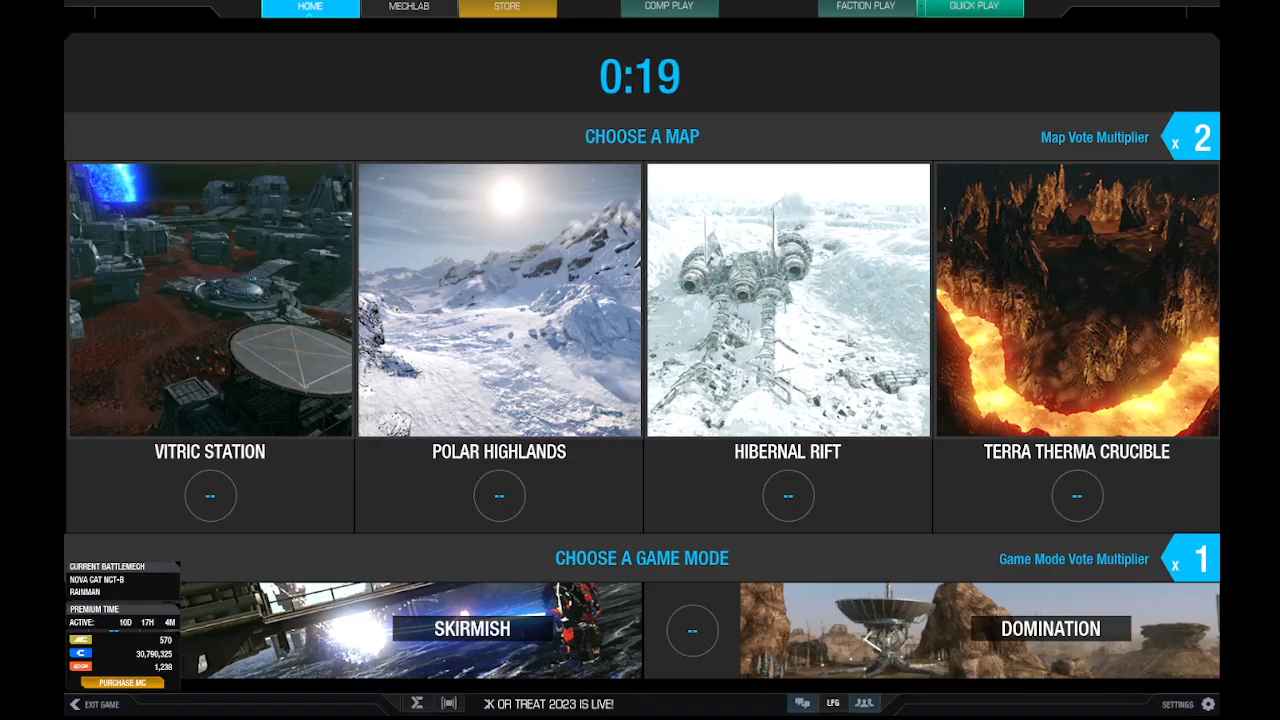 HOME
MECHLAB
STORE
COMP PLAY
FACTION PLAY
QUICK PLAY
0:19
CHOOSE A MAP
Map Vote Multiplier
x 2
VITRIC STATION
POLAR HIGHLANDS
HIBERNAL RIFT
TERRA THERMA CRUCIBLE
--
--
--
--
CHOOSE A GAME MODE
Game Mode Vote Multiplier
x 1
CURRENT BATTLEMECH
NOVA CAT NCT-B
RAINMAN
PREMIUM TIME
ACTIVE: 10D 17H 4M
MC 570
C 30,790,325
GXP 1,238
PURCHASE MC
SKIRMISH
--
DOMINATION
EXIT GAME
K OR TREAT 2023 IS LIVE!
LFG
SETTINGS